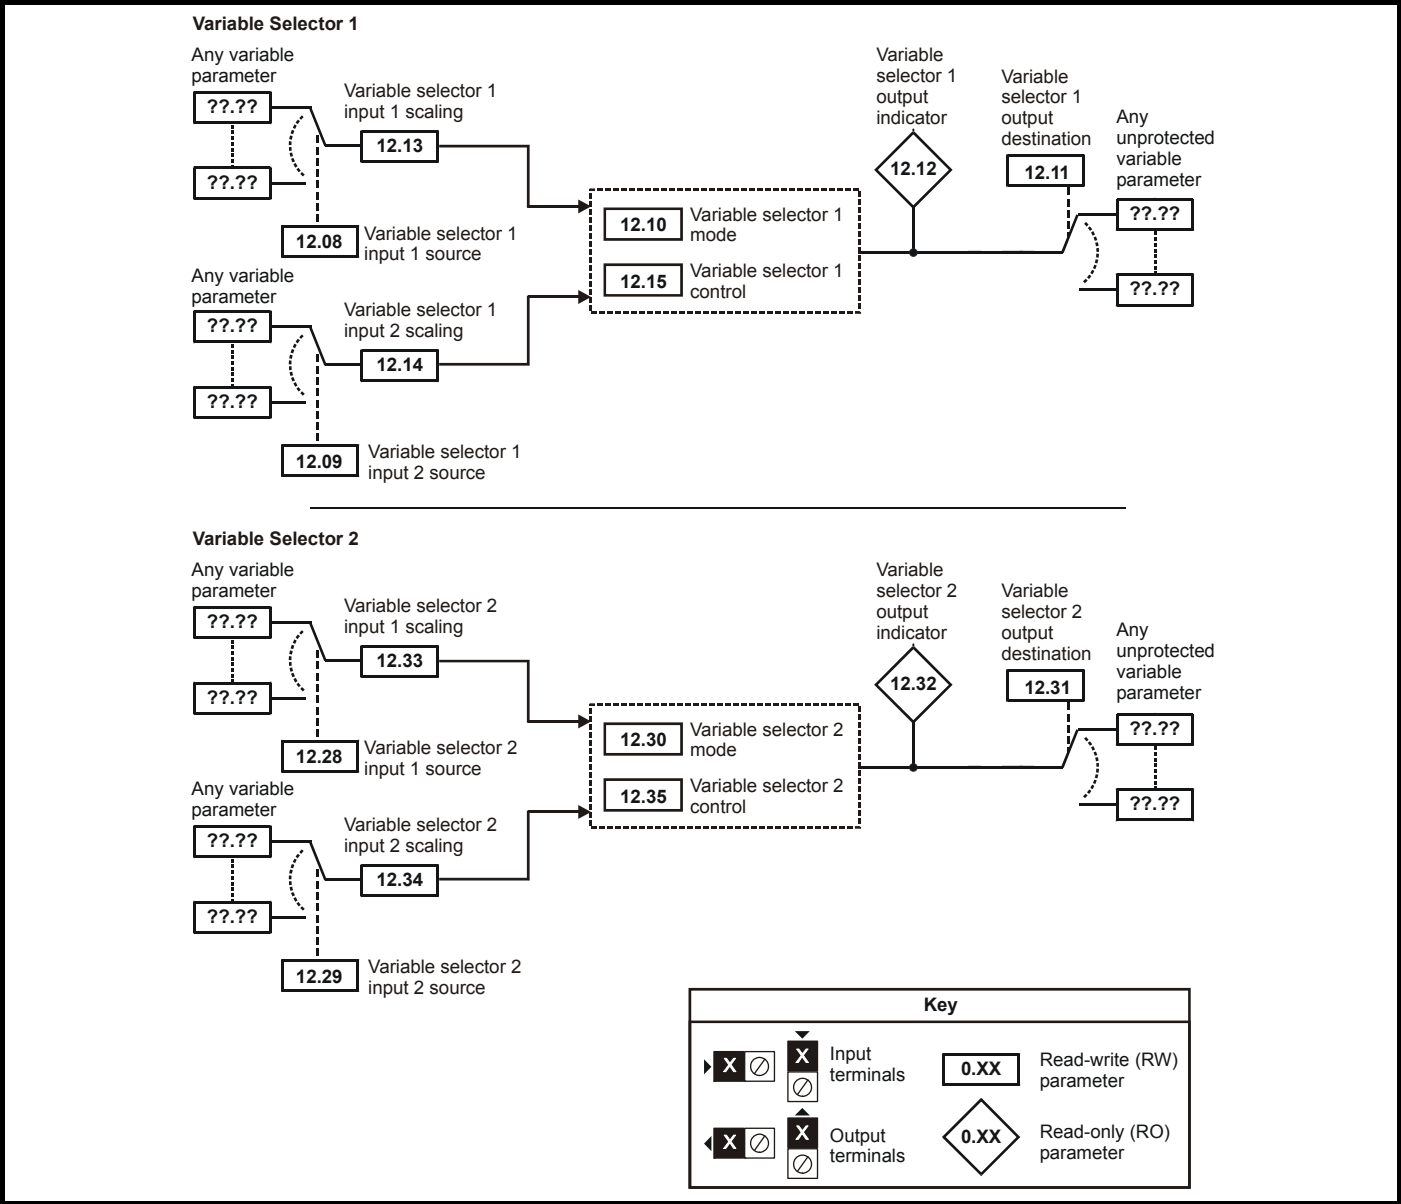 Variable Selector 1
Any variable
parameter
??.??
??.??
Variable selector 1
input 1 scaling
12.13
12.08
Variable selector 1
input 1 source
Any variable
parameter
??.??
??.??
Variable selector 1
input 2 scaling
12.14
12.09
Variable selector 1
input 2 source
12.10
Variable selector 1
mode
12.15
Variable selector 1
control
Variable
selector 1
output
indicator
12.12
Variable
selector 1
output
destination
12.11
Any
unprotected
variable
parameter
??.??
??.??
Variable Selector 2
Any variable
parameter
??.??
??.??
Variable selector 2
input 1 scaling
12.33
12.28
Variable selector 2
input 1 source
Any variable
parameter
??.??
??.??
Variable selector 2
input 2 scaling
12.34
12.29
Variable selector 2
input 2 source
12.30
Variable selector 2
mode
12.35
Variable selector 2
control
Variable
selector 2
output
indicator
12.32
Variable
selector 2
output
destination
12.31
Any
unprotected
variable
parameter
??.??
??.??
Key
X
X
Input
terminals
0.XX
Read-write (RW)
parameter
X
X
Output
terminals
0.XX
Read-only (RO)
parameter